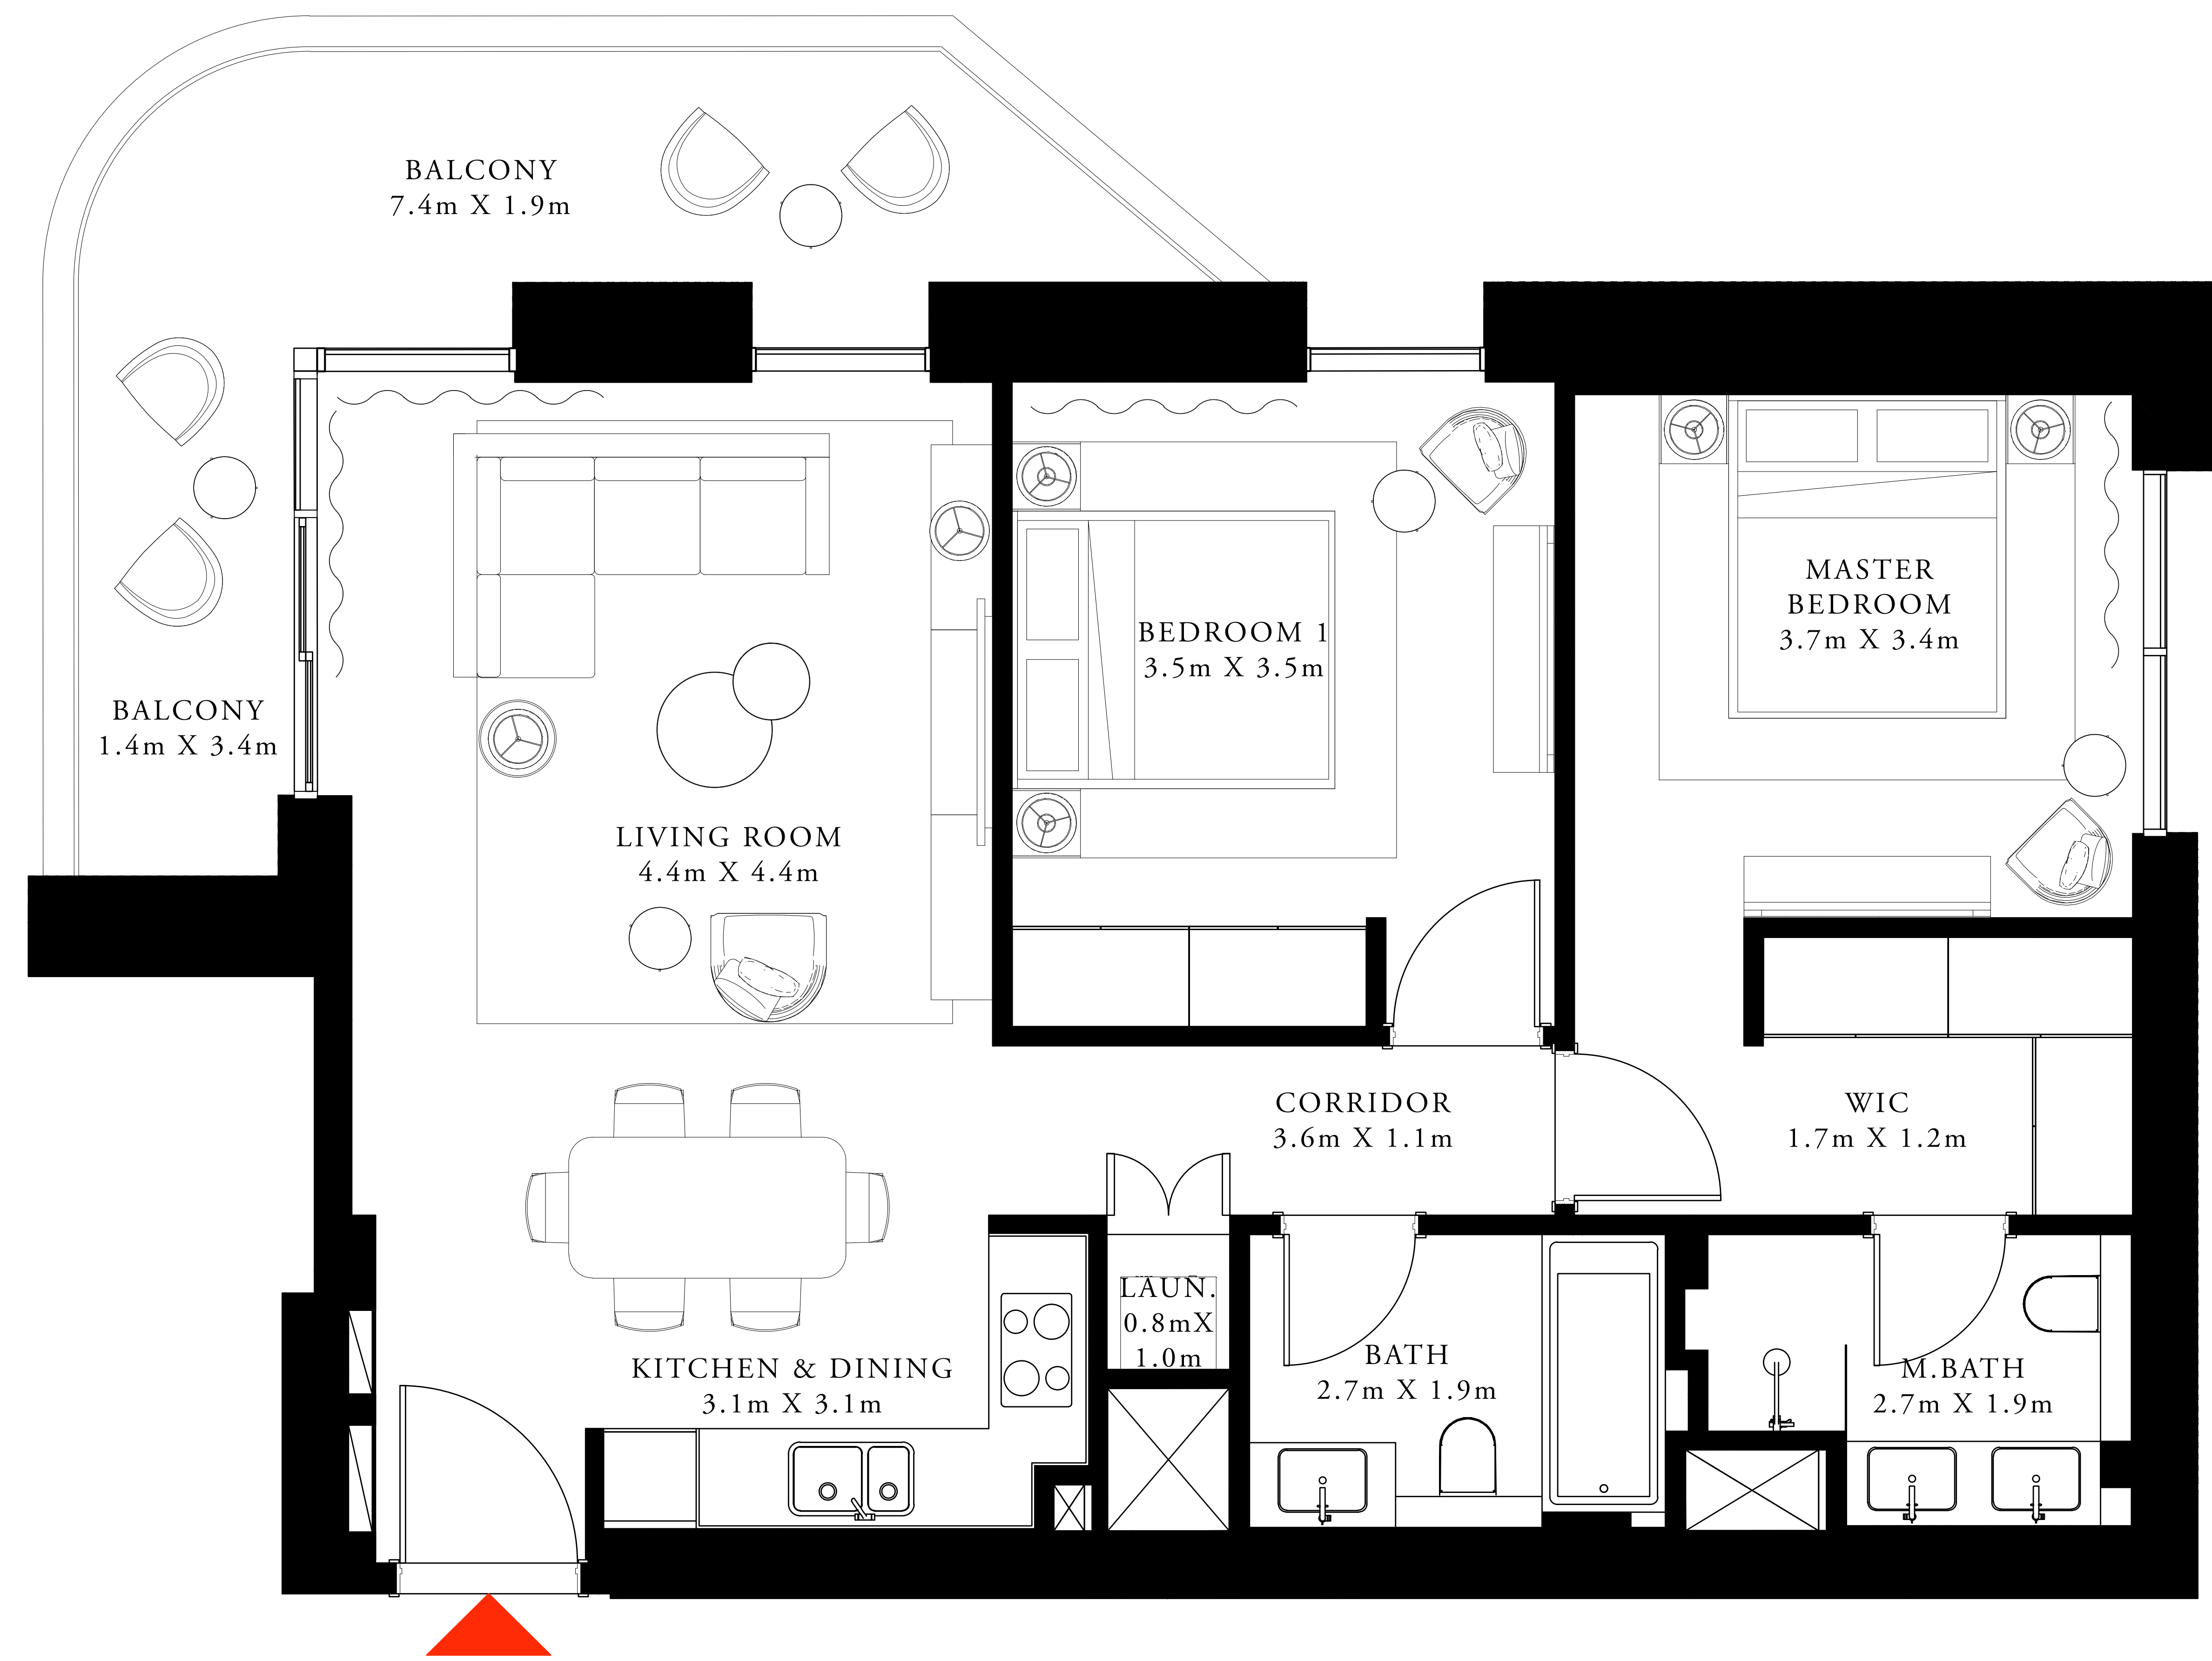 BALCONY
7.4m X 1.9m
BALCONY
1.4m X 3.4m
LIVING ROOM
4.4m X 4.4m
BEDROOM 1
3.5m X 3.5m
MASTER
BEDROOM
3.7m X 3.4m
CORRIDOR
3.6m X 1.1m
WIC
1.7m X 1.2m
KITCHEN & DINING
3.1m X 3.1m
LAUN.
0.8mX
1.0m
BATH
2.7m X 1.9m
M.BATH
2.7m X 1.9m